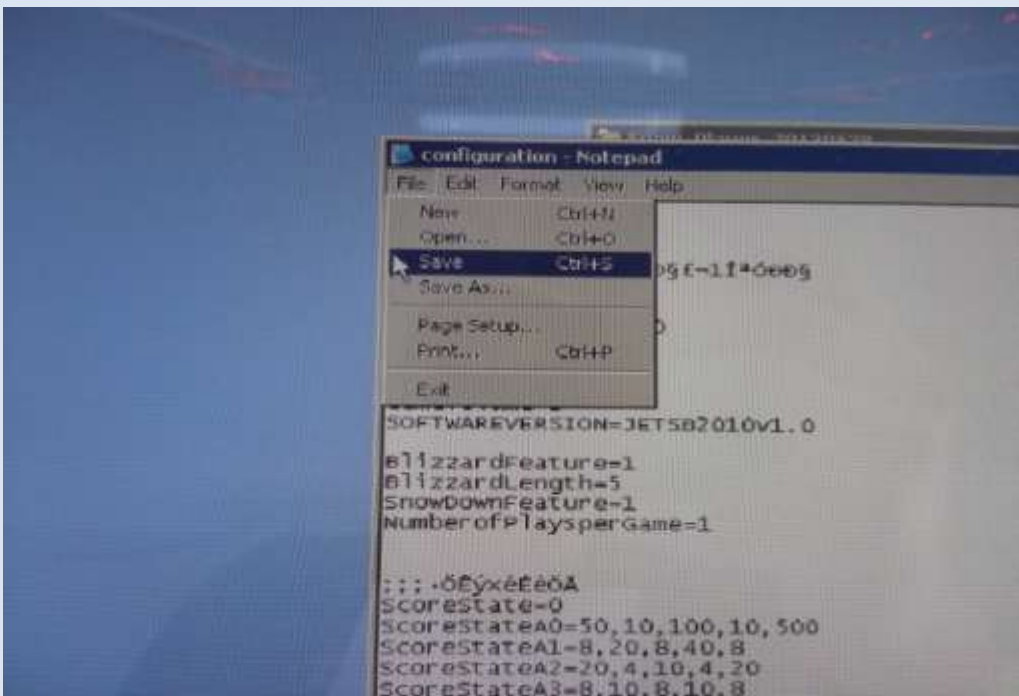 configuration - Notepad
File Edit Format View Help
New Ctrl+N
Open... Ctrl+O
Save Ctrl+S
Save As...
Page Setup...
Print... Ctrl+P
Exit
SOFTWAREVERSION=JETSB2010V1.0
BlizzardFeature=1
BlizzardLength=5
SnowDownFeature=1
NumberofPlaysperGame=1
ScoreState=0
ScoreStateA0=50,10,100,10,500
ScoreStateA1=8,20,8,40,8
ScoreStateA2=20,4,10,4,20
ScoreStateA3=8,10,8,10,8